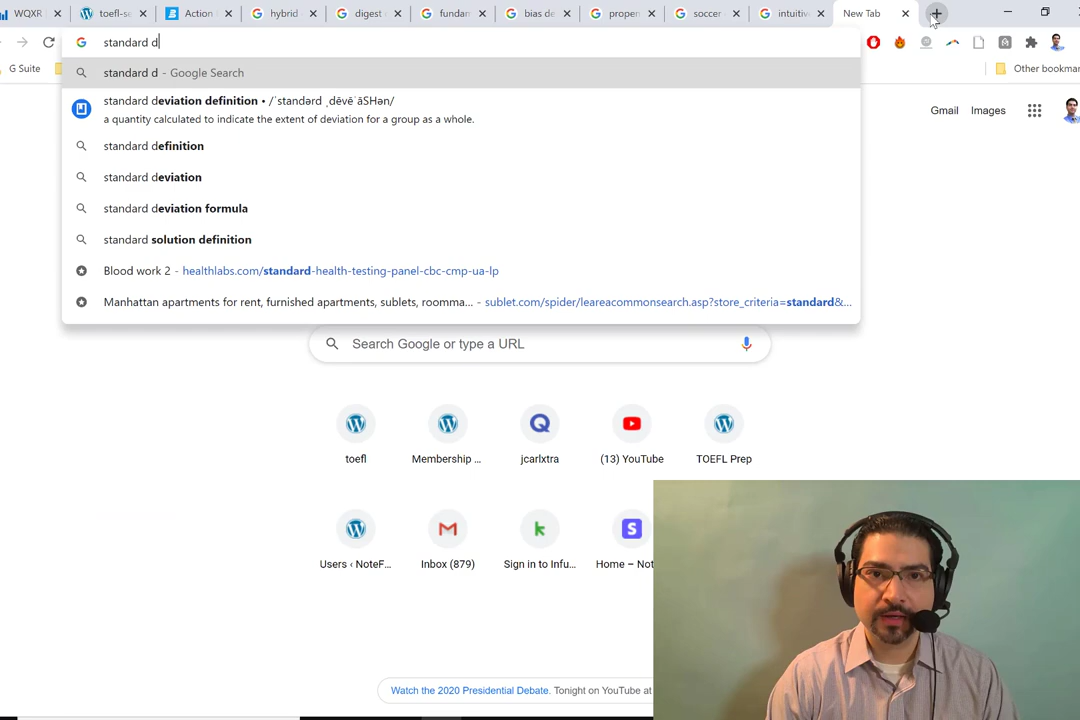 WQXR
toefl-se
Action
hybrid
digest
fundan
bias de
propen
soccer
intuitiv
New Tab
standard d
G Suite
Other bookmar
standard d - Google Search
standard deviation definition • /ˈstandərd ˌdēvēˈāSHən/
a quantity calculated to indicate the extent of deviation for a group as a whole.
standard definition
standard deviation
standard deviation formula
standard solution definition
Blood work 2 - healthlabs.com/standard-health-testing-panel-cbc-cmp-ua-lp
Manhattan apartments for rent, furnished apartments, sublets, roomma... - sublet.com/spider/leareacommonsearch.asp?store_criteria=standard&...
Gmail Images
Search Google or type a URL
toefl
Membership ...
jcarlxtra
(13) YouTube
TOEFL Prep
Users ‹ NoteF...
Inbox (879)
Sign in to Infu...
Home – Not
Watch the 2020 Presidential Debate. Tonight on YouTube at